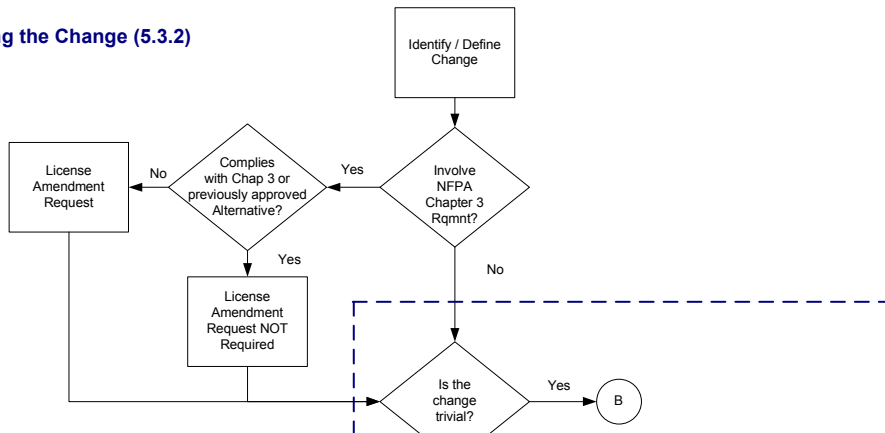 g the Change (5.3.2)
Identify / Define
Change
License
Amendment
Request
No
Complies
with Chap 3 or
previously approved
Alternative?
Yes
Involve
NFPA
Chapter 3
Rqmnt?
Yes
No
License
Amendment
Request NOT
Required
Is the
change
trivial?
Yes
B